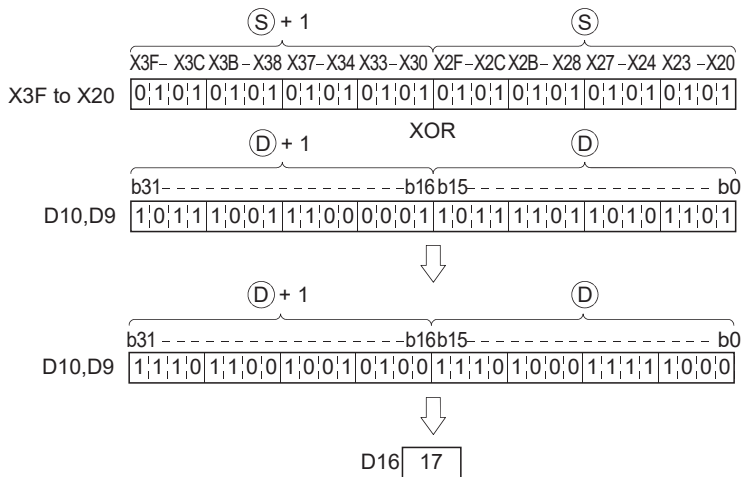 S + 1 S
X3F– X3C X3B – X38 X37 – X34 X33 – X30 X2F – X2C X2B – X28 X27 – X24 X23 – X20
X3F to X20 0 1 0 1 0 1 0 1 0 1 0 1 0 1 0 1 0 1 0 1 0 1 0 1 0 1 0 1 0 1 0 1
XOR
D + 1 D
b31 b16 b15 b0
D10,D9 1 0 1 1 1 0 0 1 1 1 0 0 0 0 0 1 1 0 1 1 1 1 0 1 1 0 1 0 1 1 0 1
D + 1 D
b31 b16 b15 b0
D10,D9 1 1 1 0 1 1 0 0 1 0 0 1 0 1 0 0 1 1 1 0 1 0 0 0 1 1 1 1 1 0 0 0
D16 17